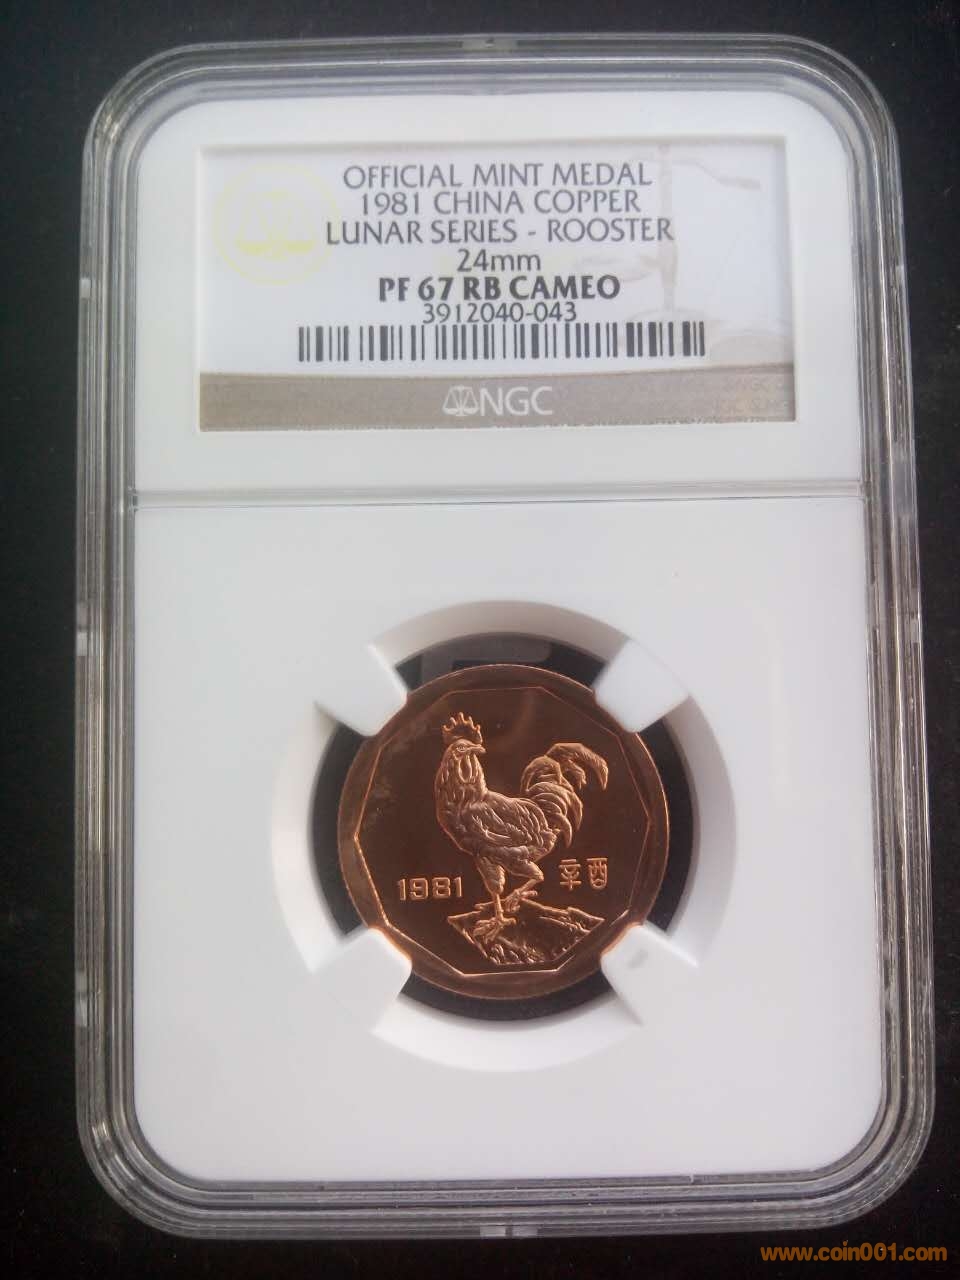 OFFICIAL MINT MEDAL
1981 CHINA COPPER
LUNAR SERIES - ROOSTER
24mm
PF 67 RB CAMEO
3912040-043
NGC
NGC
1981 辛酉
www.coin001.com